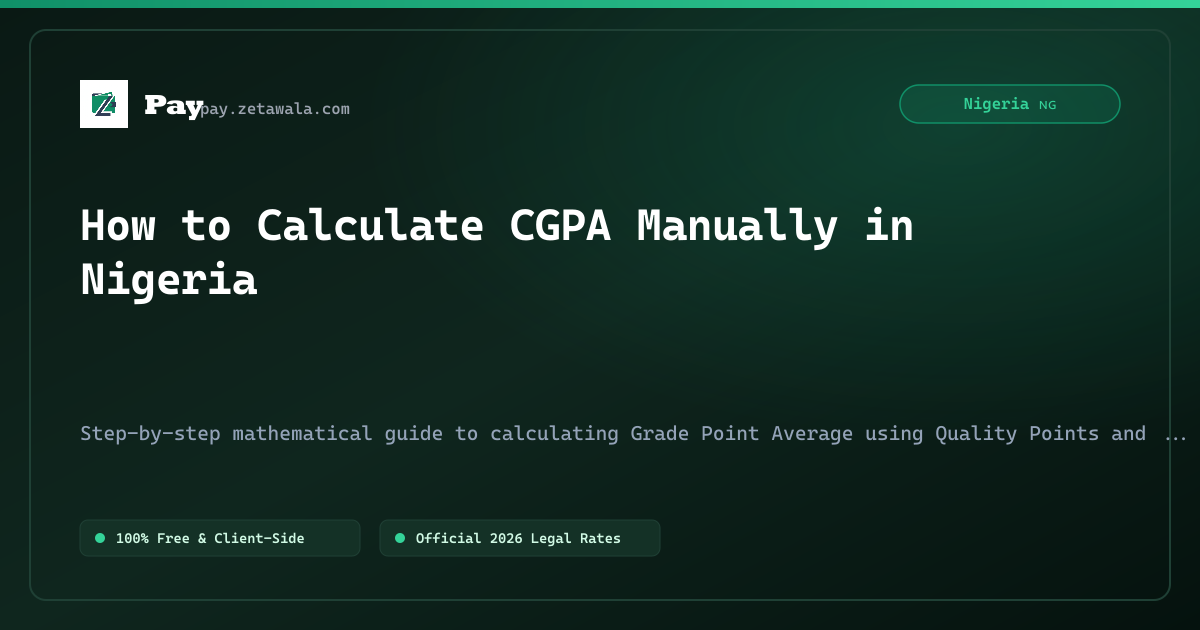 Pay pay.zetawala.com
Nigeria NG
How to Calculate CGPA Manually in
Nigeria
Step-by-step mathematical guide to calculating Grade Point Average using Quality Points and ...
100% Free & Client-Side
Official 2026 Legal Rates